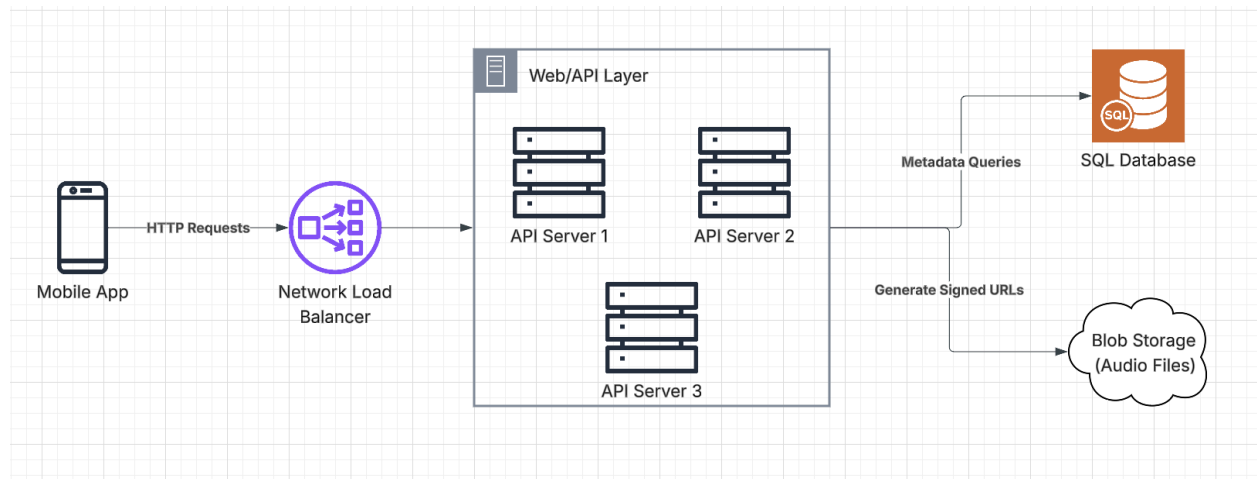 Web/API Layer
SQL
SQL Database
Metadata Queries
HTTP Requests
Mobile App
Network Load
Balancer
API Server 1
API Server 2
API Server 3
Generate Signed URLs
Blob Storage
(Audio Files)